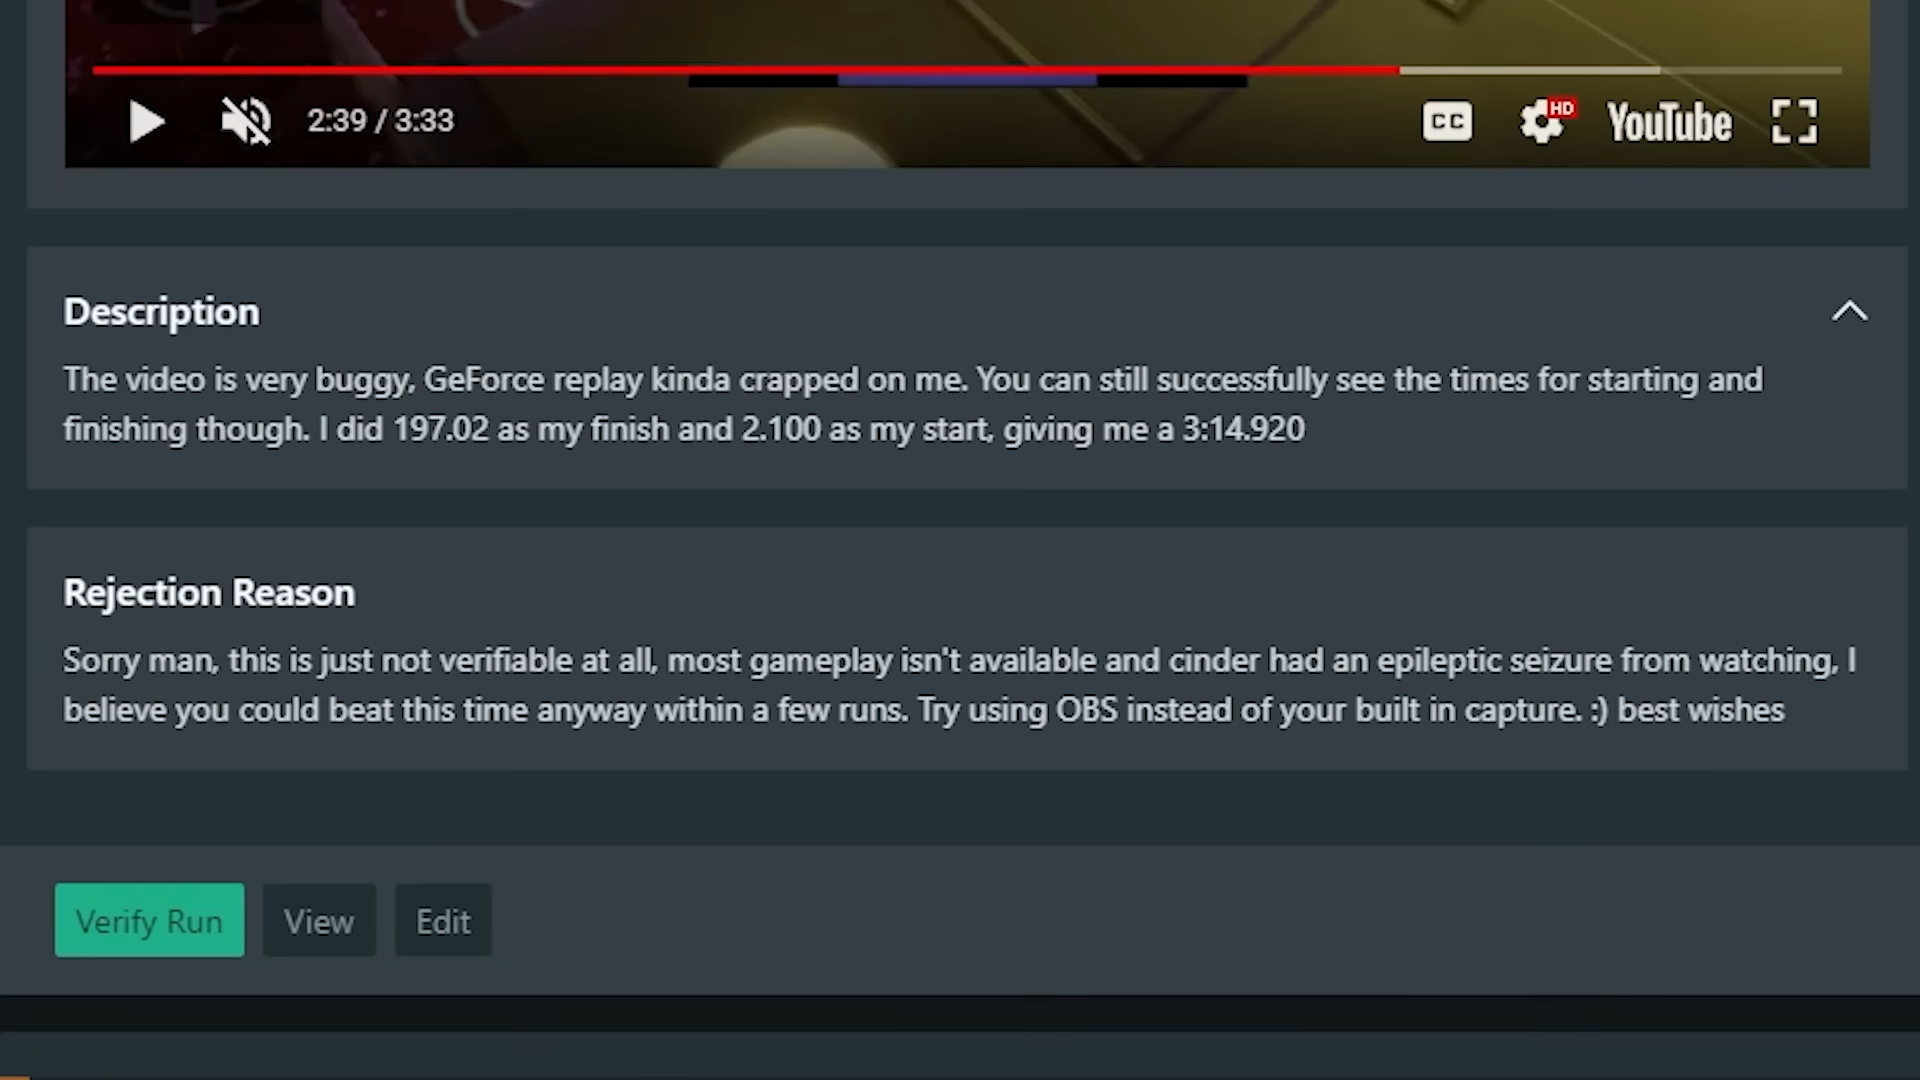 2:39 / 3:33
CC
HD
YouTube
Description
The video is very buggy, GeForce replay kinda crapped on me. You can still successfully see the times for starting and
finishing though. I did 197.02 as my finish and 2.100 as my start, giving me a 3:14.920
Rejection Reason
Sorry man, this is just not verifiable at all, most gameplay isn't available and cinder had an epileptic seizure from watching, I
believe you could beat this time anyway within a few runs. Try using OBS instead of your built in capture. :) best wishes
Verify Run
View
Edit